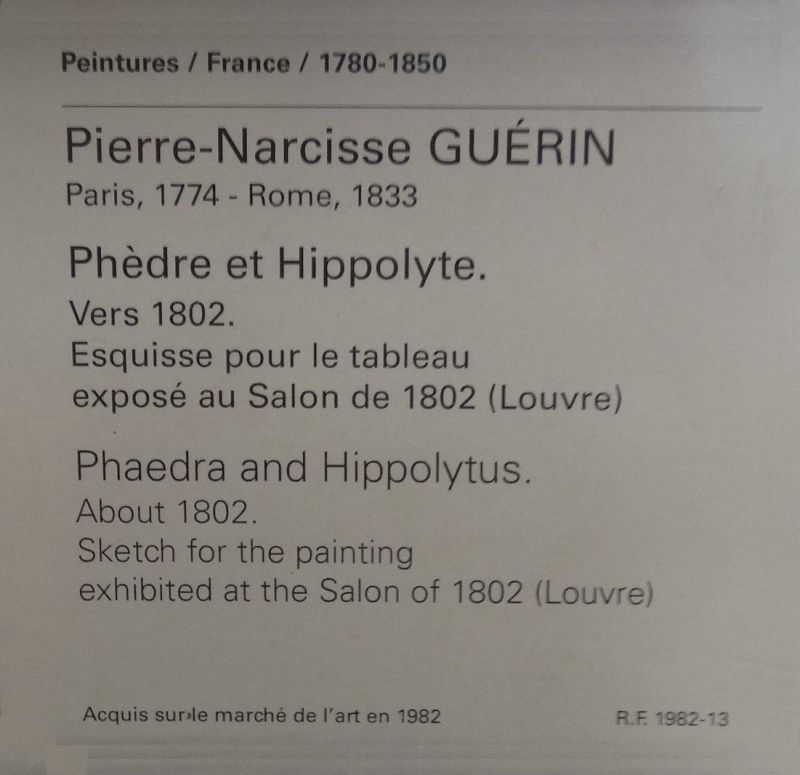 Peintures / France / 1780-1850
Pierre-Narcisse GUÉRIN
Paris, 1774 - Rome, 1833
Phèdre et Hippolyte.
Vers 1802.
Esquisse pour le tableau
exposé au Salon de 1802 (Louvre)
Phaedra and Hippolytus.
About 1802.
Sketch for the painting
exhibited at the Salon of 1802 (Louvre)
Acquis sur le marché de l'art en 1982
R.F. 1982-13